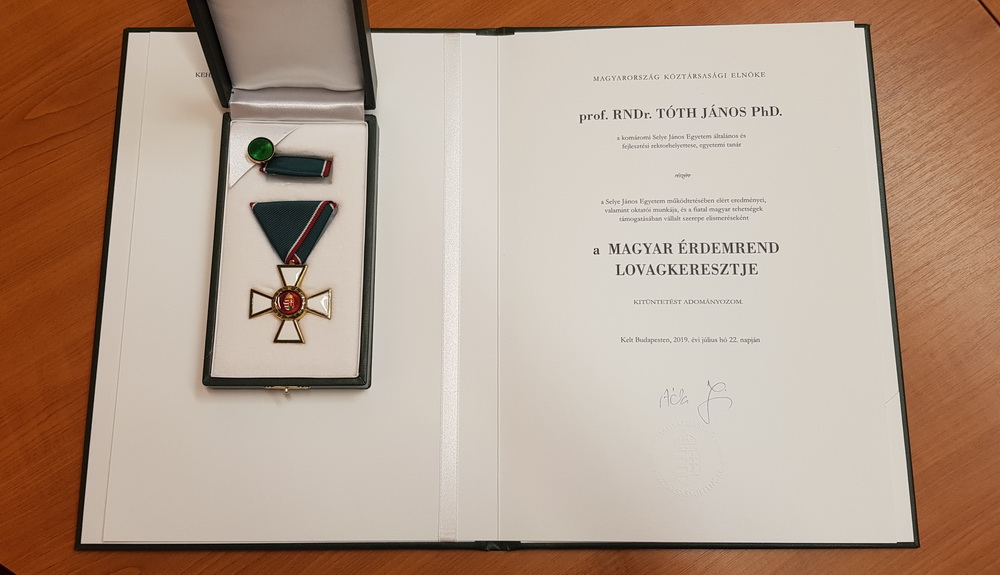 MAGYARORSZÁG KÖZTÁRSASÁGI ELNÖKE
prof. RNDr. TÓTH JÁNOS PhD.
a komáromi Selye János Egyetem általános és
fejlesztési rektorhelyettese, egyetemi tanár
részére
a Selye János Egyetem működtetésében elért eredményei,
valamint oktatói munkája, és a fiatal magyar tehetségek
támogatásában vállalt szerepe elismeréseként
a MAGYAR ÉRDEMREND
LOVAGKERESZTJE
KITÜNTETÉST ADOMÁNYOZOM.
Kelt Budapesten, 2019. évi július hó 22. napján